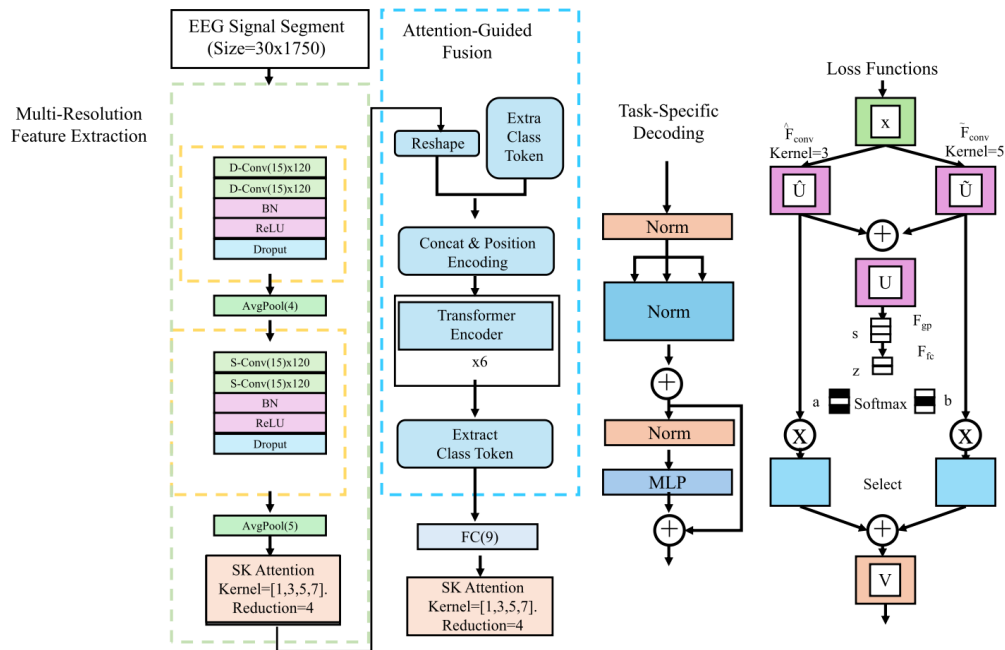 EEG Signal Segment
(Size=30x1750)
Multi-Resolution
Feature Extraction
D-Conv(15)x120
D-Conv(15)x120
BN
ReLU
Droput
AvgPool(4)
S-Conv(15)x120
S-Conv(15)x120
BN
ReLU
Droput
AvgPool(5)
SK Attention
Kernel=[1,3,5,7].
Reduction=4
Attention-Guided
Fusion
Reshape
Extra
Class
Token
Concat & Position
Encoding
Transformer
Encoder
x6
Extract
Class Token
FC(9)
SK Attention
Kernel=[1,3,5,7].
Reduction=4
Task-Specific
Decoding
Norm
Norm
+
Norm
MLP
+
Loss Functions
x
F̂conv
Kernel=3
F̃conv
Kernel=5
Û
Ũ
+
U
s
Fgp
Ffc
z
a
Softmax
b
X
X
Select
+
V